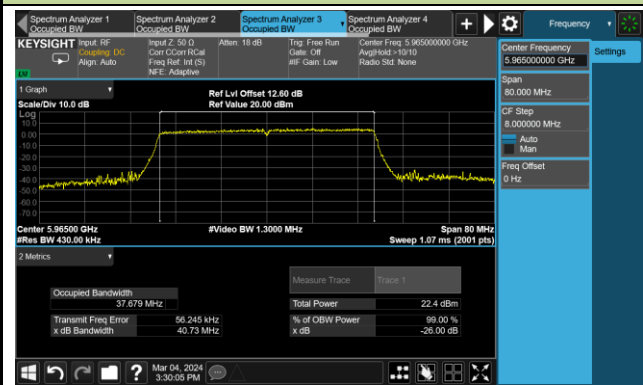 Spectrum Analyzer 1
Occupied BW
Spectrum Analyzer 2
Occupied BW
Spectrum Analyzer 3
Occupied BW
Spectrum Analyzer 4
Occupied BW
Frequency
KEYSIGHT
Input: RF
Coupling: DC
Align: Auto
Input Z: 50 Ω
Corr CCorr RCal
Freq Ref: Int (S)
NFE: Adaptive
Atten: 18 dB
Trig: Free Run
Gate: Off
#IF Gain: Low
Center Freq: 5.965000000 GHz
Avg|Hold:>10/10
Radio Std: None
Center Frequency
5.965000000 GHz
Settings
Span
80.000 MHz
CF Step
8.000000 MHz
Auto
Man
Freq Offset
0 Hz
1 Graph
Scale/Div 10.0 dB
Ref Lvl Offset 12.60 dB
Ref Value 20.00 dBm
Log
10.0
0.00
-10.0
-20.0
-30.0
-40.0
-50.0
-60.0
-70.0
Center 5.96500 GHz
#Res BW 430.00 kHz
#Video BW 1.3000 MHz
Span 80 MHz
Sweep 1.07 ms (2001 pts)
2 Metrics
Measure Trace
Trace 1
Occupied Bandwidth
37.679 MHz
Total Power
22.4 dBm
Transmit Freq Error
56.245 kHz
% of OBW Power
99.00 %
x dB Bandwidth
40.73 MHz
x dB
-26.00 dB
Mar 04, 2024
3:30:05 PM